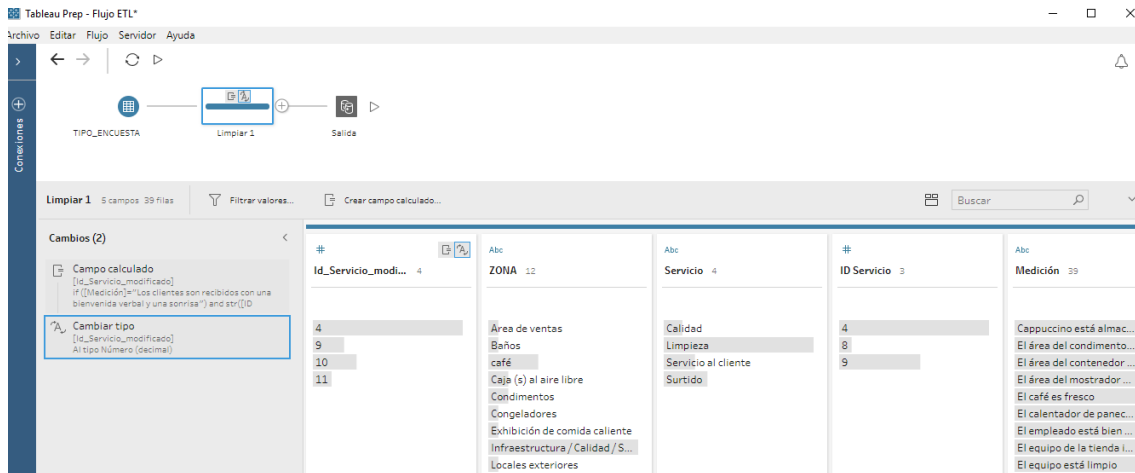 Tableau Prep - Flujo ETL*
Archivo Editar Flujo Servidor Ayuda
Conexiones
TIPO_ENCUESTA
Limpiar 1
Salida
Limpiar 1 5 campos 39 filas
Filtrar valores...
Crear campo calculado...
Buscar
Cambios (2)
Campo calculado
[Id_Servicio_modificado]
if ([Medición]="Los clientes son recibidos con una
bienvenida verbal y una sonrisa") and str([ID
Cambiar tipo
[Id_Servicio_modificado]
Al tipo Número (decimal)
#
Id_Servicio_modi... 4
4
9
10
11
Abc
ZONA 12
Area de ventas
Baños
café
Caja (s) al aire libre
Condimentos
Congeladores
Exhibición de comida caliente
Infraestructura / Calidad / S...
Locales exteriores
Abc
Servicio 4
Calidad
Limpieza
Servicio al cliente
Surtido
#
ID Servicio 3
4
8
9
Abc
Medición 39
Cappuccino está almac...
El área del condimento...
El área del contenedor ...
El área del mostrador ...
El café es fresco
El calentador de panec...
El empleado está bien ...
El equipo de la tienda i...
El equipo está limpio